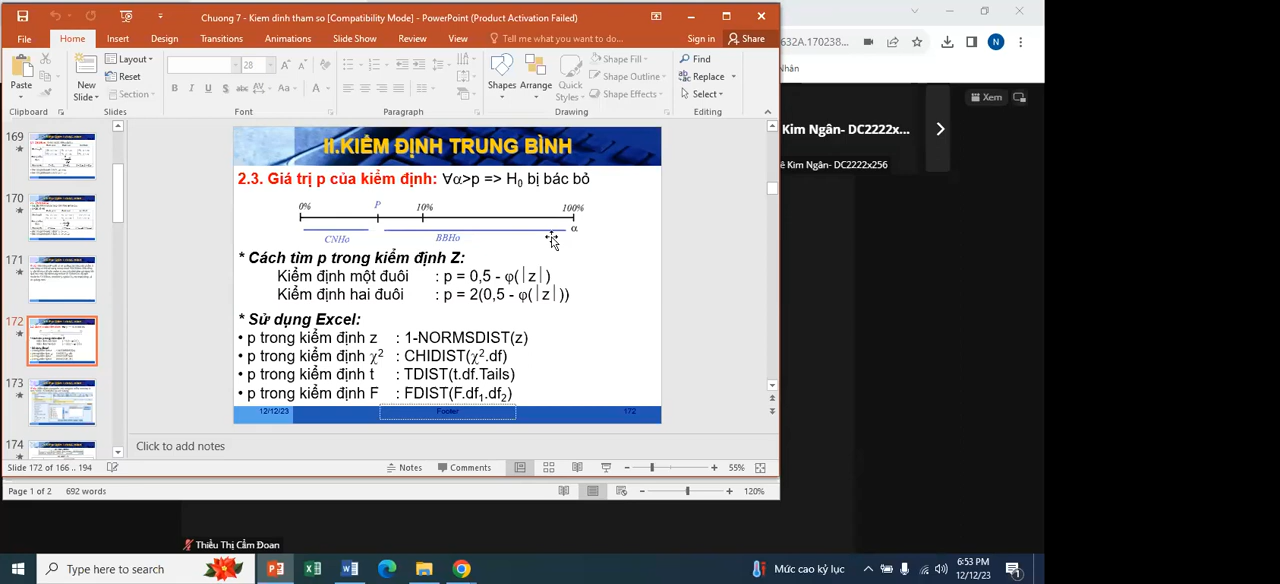 Chuong 7 - Kiem dinh tham so [Compatibility Mode] - PowerPoint (Product Activation Failed)
File Home Insert Design Transitions Animations Slide Show Review View Tell me what you want to do... Sign in Share
Paste
New Slide
Layout
Reset
Section
28
B I U S abc AV Aa A
Shapes Arrange Quick Styles
Shape Fill
Shape Outline
Shape Effects
Find
Replace
Select
Clipboard Slides Font Paragraph Drawing Editing
169
170
171
172
173
174
II.KIỂM ĐỊNH TRUNG BÌNH
2.3. Giá trị p của kiểm định: ∀α>p => H₀ bị bác bỏ
0% P 10% 100%
α
CNHo BBHo
* Cách tìm p trong kiểm định Z:
Kiểm định một đuôi : p = 0,5 - φ(|z|)
Kiểm định hai đuôi : p = 2(0,5 - φ(|z|))
* Sử dụng Excel:
• p trong kiểm định z : 1-NORMSDIST(z)
• p trong kiểm định χ² : CHIDIST(χ².df)
• p trong kiểm định t : TDIST(t.df.Tails)
• p trong kiểm định F : FDIST(F.df₁.df₂)
12/12/23 Footer 172
Click to add notes
Slide 172 of 166 .. 194 Notes Comments 55%
Page 1 of 2 692 words 120%
632A.170238...
N
Xem
Kim Ngân- DC2222x...
Kim Ngân- DC2222x256
Thiều Thị Cẩm Đoan
Type here to search
Mức cao kỷ lục
6:53 PM
12/12/23
1